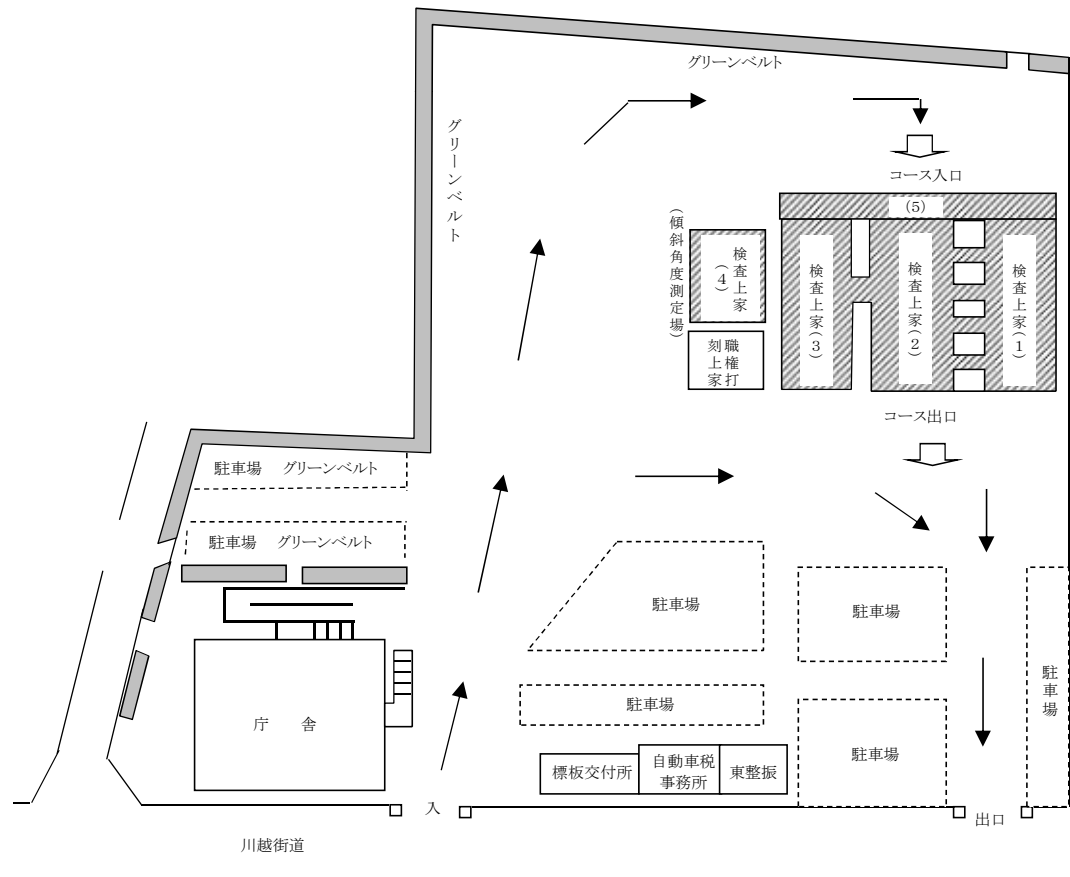 グリーンベルト
グリーンベルト
コース入口
（5）
（傾斜角度測定場）
検査上家
（4）
検査上家（3）
検査上家（2）
検査上家（1）
職権打
刻上家
コース出口
駐車場　グリーンベルト
駐車場　グリーンベルト
駐車場
駐車場
駐車場
駐車場
駐車場
庁　舎
標板交付所
自動車税
事務所
東整振
入
出口
川越街道